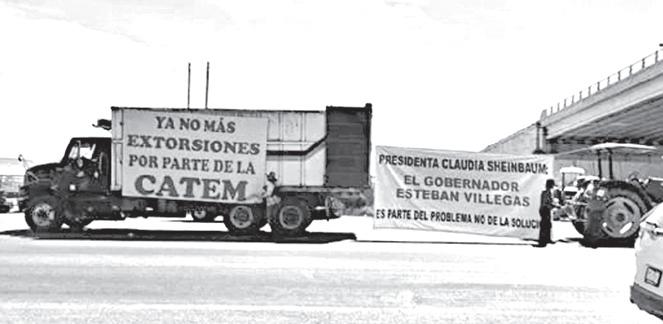 YA NO MÁS
EXTORSIONES
POR PARTE DE LA
CATEM
PRESIDENTA CLAUDIA SHEINBAUM:
EL GOBERNADOR
ESTEBAN VILLEGAS
ES PARTE DEL PROBLEMA NO DE LA SOLUCI